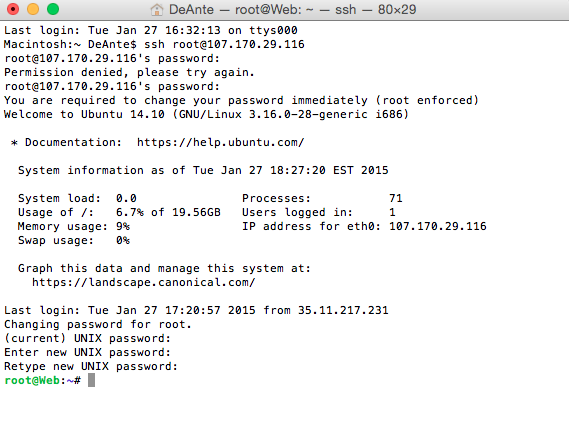 DeAnte — root@Web: ~ — ssh — 80×29
Last login: Tue Jan 27 16:32:13 on ttys000
Macintosh:~ DeAnte$ ssh root@107.170.29.116
root@107.170.29.116's password:
Permission denied, please try again.
root@107.170.29.116's password:
You are required to change your password immediately (root enforced)
Welcome to Ubuntu 14.10 (GNU/Linux 3.16.0-28-generic i686)
* Documentation:  https://help.ubuntu.com/
System information as of Tue Jan 27 18:27:20 EST 2015
System load:  0.0               Processes:           71
Usage of /:   6.7% of 19.56GB   Users logged in:     1
Memory usage: 9%                IP address for eth0: 107.170.29.116
Swap usage:   0%
Graph this data and manage this system at:
https://landscape.canonical.com/
Last login: Tue Jan 27 17:20:57 2015 from 35.11.217.231
Changing password for root.
(current) UNIX password:
Enter new UNIX password:
Retype new UNIX password:
root@Web:~#